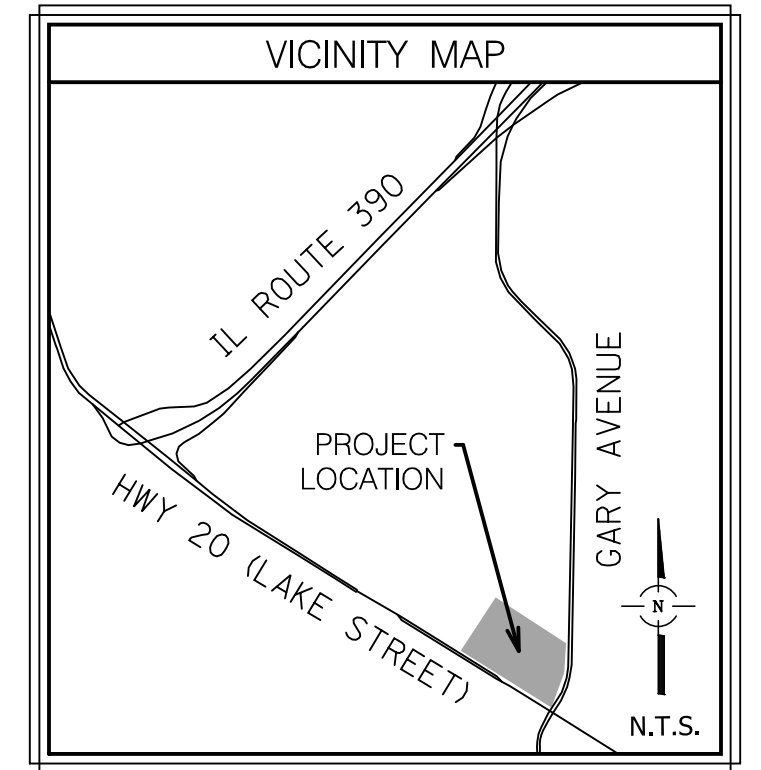 VICINITY MAP
IL ROUTE 390
GARY AVENUE
PROJECT
LOCATION
HWY 20 (LAKE STREET)
N
N.T.S.